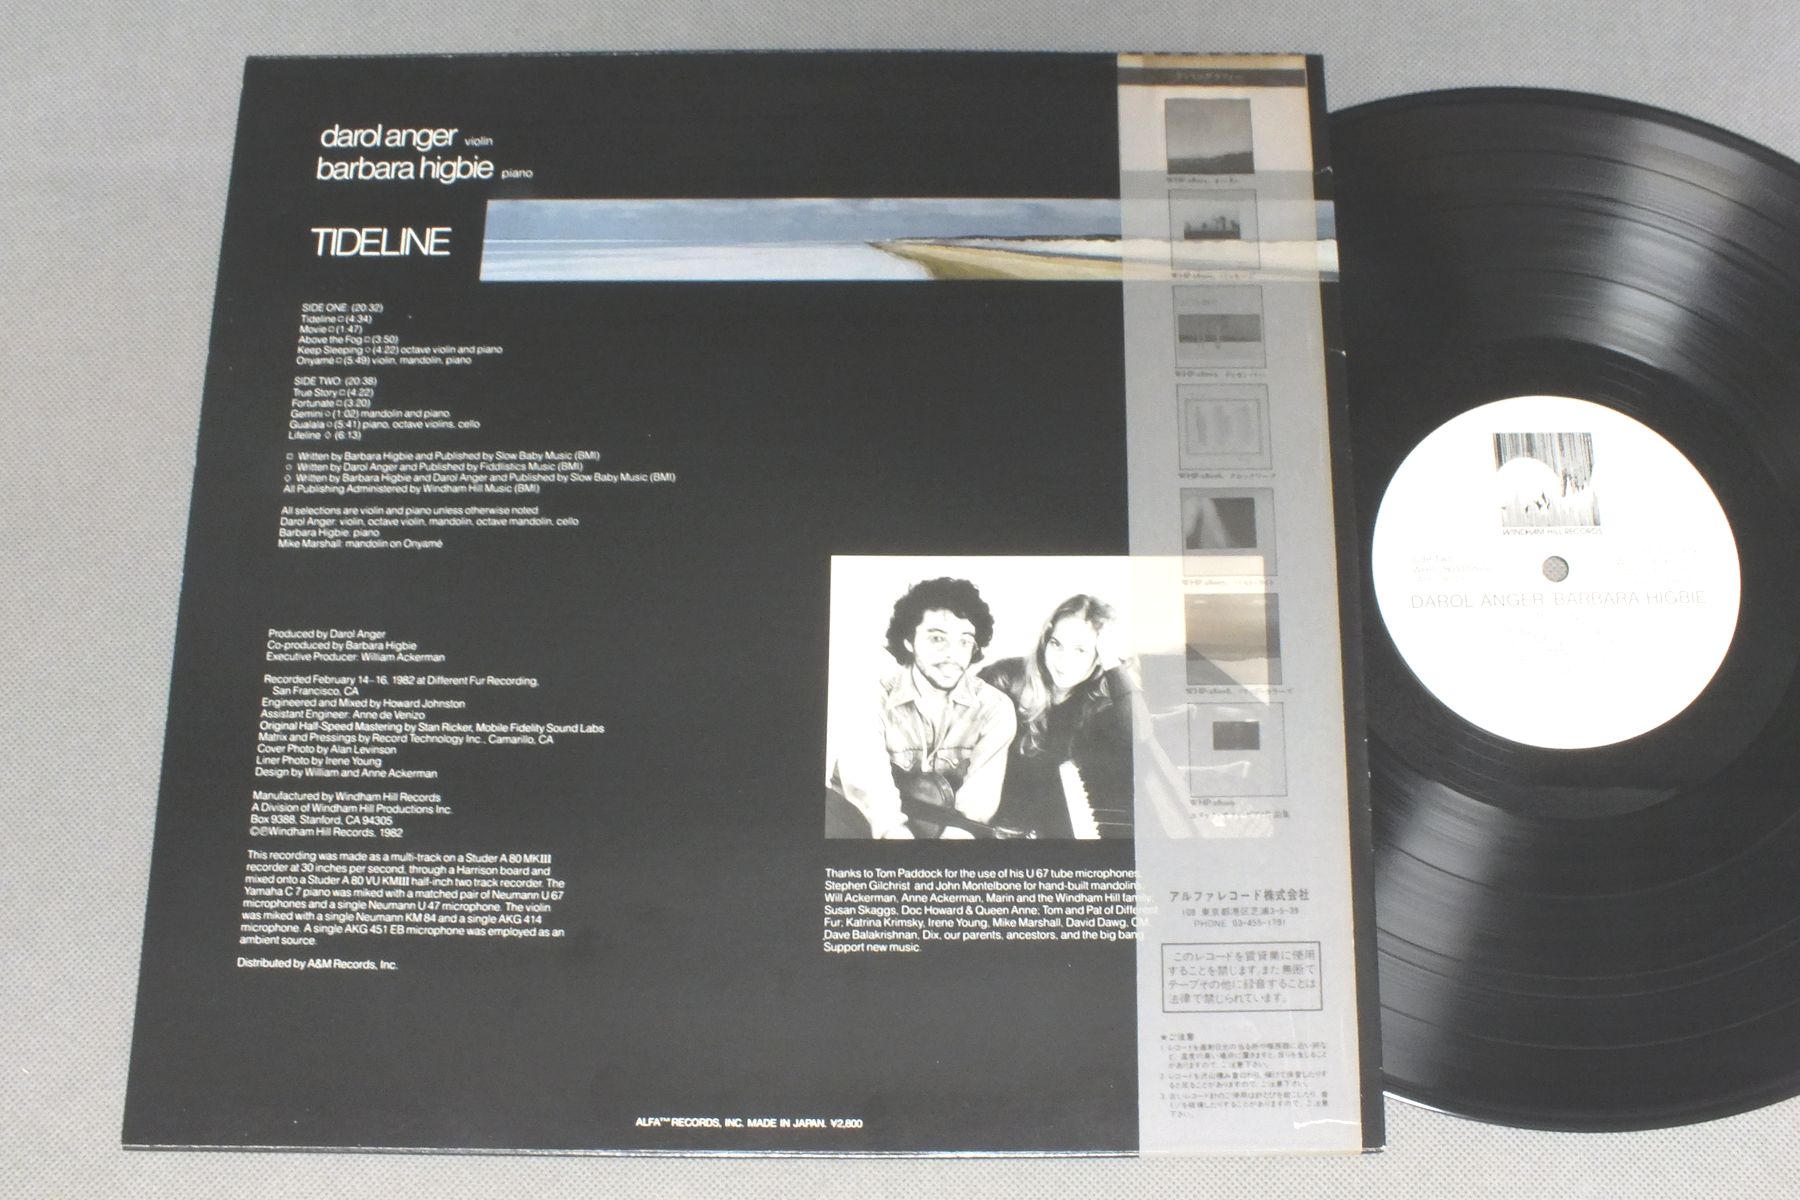 darol anger violin
barbara higbie piano
TIDELINE
SIDE ONE: (20:32)
Tideline □ (4:34)
Movie □ (1:47)
Above the Fog □ (3:50)
Keep Sleeping ○ (4:22) octave violin and piano
Onyamé □ (5:49) violin, mandolin, piano
SIDE TWO: (20:38)
True Story □ (4:22)
Fortunate □ (3:20)
Gemini ○ (1:02) mandolin and piano
Gualala ○ (5:41) piano, octave violins, cello
Lifeline ◇ (6:13)
□ Written by Barbara Higbie and Published by Slow Baby Music (BMI)
○ Written by Darol Anger and Published by Fiddlistics Music (BMI)
◇ Written by Barbara Higbie and Darol Anger and Published by Slow Baby Music (BMI)
All Publishing Administered by Windham Hill Music (BMI)
All selections are violin and piano unless otherwise noted
Darol Anger: violin, octave violin, mandolin, octave mandolin, cello
Barbara Higbie: piano
Mike Marshall: mandolin on Onyamé
Produced by Darol Anger
Co-produced by Barbara Higbie
Executive Producer: William Ackerman
Recorded February 14–16, 1982 at Different Fur Recording,
San Francisco, CA
Engineered and Mixed by Howard Johnston
Assistant Engineer: Anne de Venizo
Original Half-Speed Mastering by Stan Ricker, Mobile Fidelity Sound Labs
Matrix and Pressings by Record Technology Inc., Camarillo, CA
Cover Photo by Alan Levinson
Liner Photo by Irene Young
Design by William and Anne Ackerman
Manufactured by Windham Hill Records
A Division of Windham Hill Productions Inc.
Box 9388, Stanford, CA 94305
©℗Windham Hill Records, 1982
This recording was made as a multi-track on a Studer A 80 MKIII
recorder at 30 inches per second, through a Harrison board and
mixed onto a Studer A 80 VU KMIII half-inch two track recorder. The
Yamaha C 7 piano was miked with a matched pair of Neumann U 67
microphones and a single Neumann U 47 microphone. The violin
was miked with a single Neumann KM 84 and a single AKG 414
microphone. A single AKG 451 EB microphone was employed as an
ambient source.
Distributed by A&M Records, Inc.
Thanks to Tom Paddock for the use of his U 67 tube microphones,
Stephen Gilchrist and John Montelbone for hand-built mandolins,
Will Ackerman, Anne Ackerman, Marin and the Windham Hill family,
Susan Skaggs, Doc Howard & Queen Anne; Tom and Pat of Different
Fur; Katrina Krimsky, Irene Young, Mike Marshall, David Dawg, CM,
Dave Balakrishnan, Dix, our parents, ancestors, and the big bang.
Support new music.
ALFA™ RECORDS, INC. MADE IN JAPAN. ¥2,800
アルファレコード株式会社
108 東京都港区芝浦3-5-39
PHONE 03-455-1791
このレコードを賃貸業に使用
することを禁じます。また無断で
テープその他に録音することは
法律で禁じられています。
★ご注意
WINDHAM HILL RECORDS
DAROL ANGER BARBARA HIGBIE